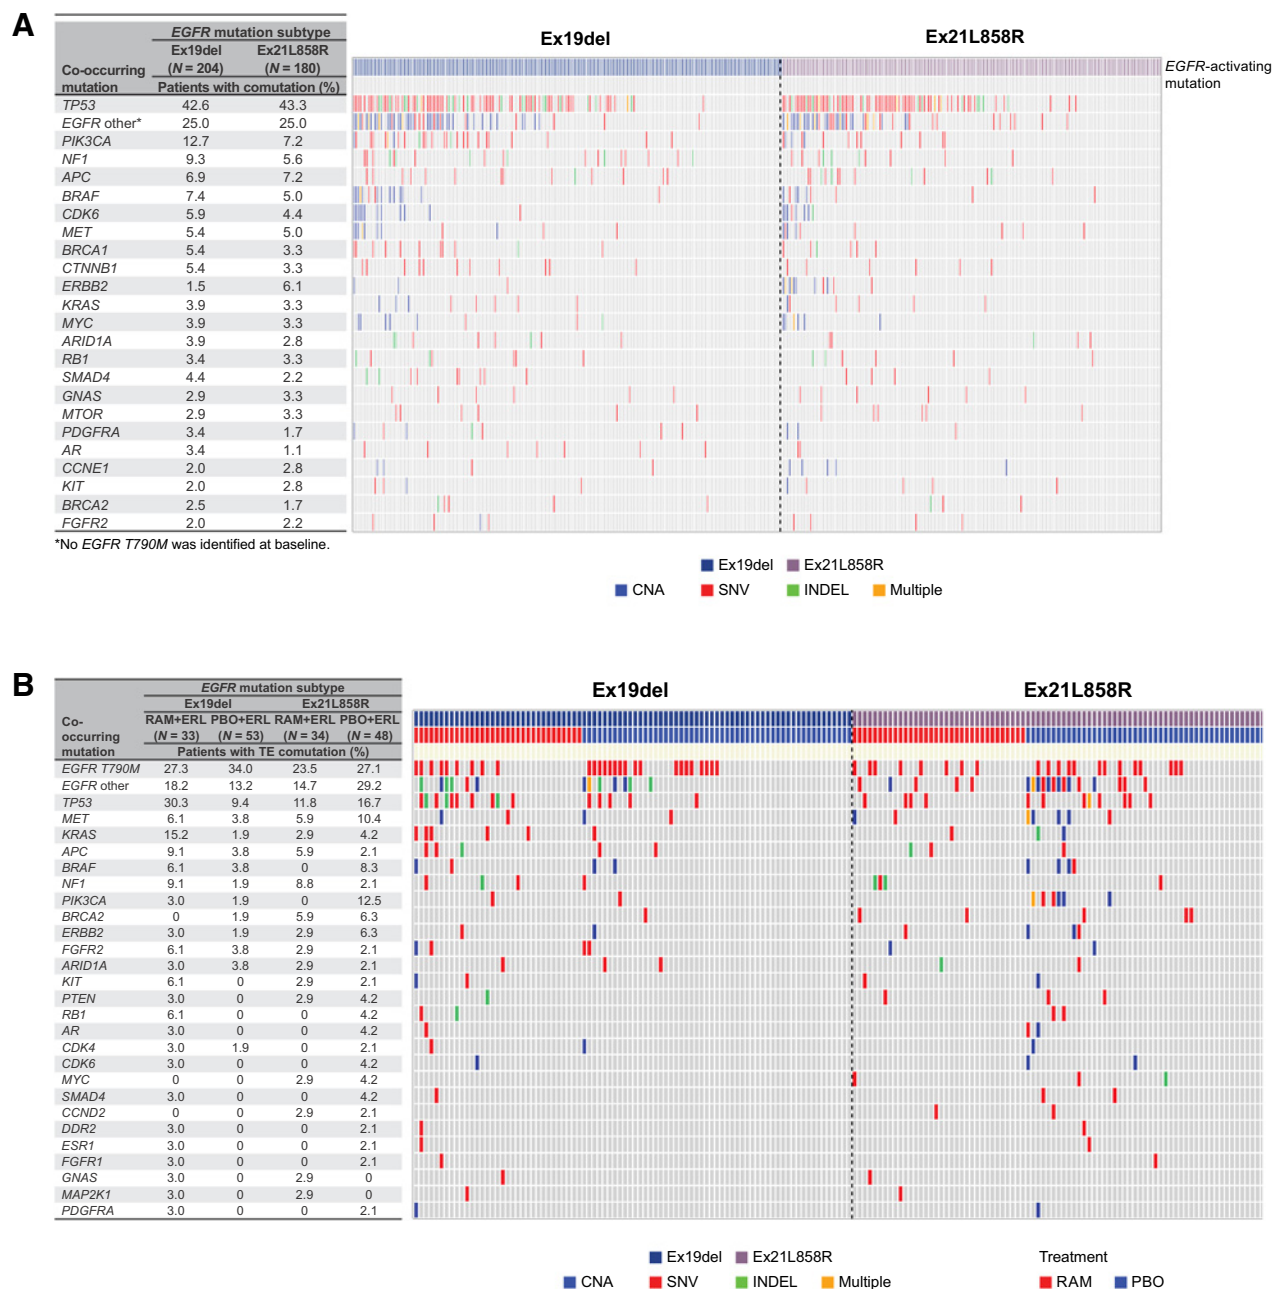 A
EGFR mutation subtype
Ex19del Ex21L858R
Co-occurring (N = 204) (N = 180)
mutation Patients with comutation (%)
Ex19del Ex21L858R
EGFR-activating
mutation
TP53 42.6 43.3
EGFR other* 25.0 25.0
PIK3CA 12.7 7.2
NF1 9.3 5.6
APC 6.9 7.2
BRAF 7.4 5.0
CDK6 5.9 4.4
MET 5.4 5.0
BRCA1 5.4 3.3
CTNNB1 5.4 3.3
ERBB2 1.5 6.1
KRAS 3.9 3.3
MYC 3.9 3.3
ARID1A 3.9 2.8
RB1 3.4 3.3
SMAD4 4.4 2.2
GNAS 2.9 3.3
MTOR 2.9 3.3
PDGFRA 3.4 1.7
AR 3.4 1.1
CCNE1 2.0 2.8
KIT 2.0 2.8
BRCA2 2.5 1.7
FGFR2 2.0 2.2
*No EGFR T790M was identified at baseline.
Ex19del Ex21L858R
CNA SNV INDEL Multiple
B
EGFR mutation subtype
Ex19del Ex21L858R
Co- RAM+ERL PBO+ERL RAM+ERL PBO+ERL
occurring (N = 33) (N = 53) (N = 34) (N = 48)
mutation Patients with TE comutation (%)
Ex19del Ex21L858R
EGFR T790M 27.3 34.0 23.5 27.1
EGFR other 18.2 13.2 14.7 29.2
TP53 30.3 9.4 11.8 16.7
MET 6.1 3.8 5.9 10.4
KRAS 15.2 1.9 2.9 4.2
APC 9.1 3.8 5.9 2.1
BRAF 6.1 3.8 0 8.3
NF1 9.1 1.9 8.8 2.1
PIK3CA 3.0 1.9 0 12.5
BRCA2 0 1.9 5.9 6.3
ERBB2 3.0 1.9 2.9 6.3
FGFR2 6.1 3.8 2.9 2.1
ARID1A 3.0 3.8 2.9 2.1
KIT 6.1 0 2.9 2.1
PTEN 3.0 0 2.9 4.2
RB1 6.1 0 0 4.2
AR 3.0 0 0 4.2
CDK4 3.0 1.9 0 2.1
CDK6 3.0 0 0 4.2
MYC 0 0 2.9 4.2
SMAD4 3.0 0 0 4.2
CCND2 0 0 2.9 2.1
DDR2 3.0 0 0 2.1
ESR1 3.0 0 0 2.1
FGFR1 3.0 0 0 2.1
GNAS 3.0 0 2.9 0
MAP2K1 3.0 0 2.9 0
PDGFRA 3.0 0 0 2.1
Ex19del Ex21L858R Treatment
CNA SNV INDEL Multiple RAM PBO